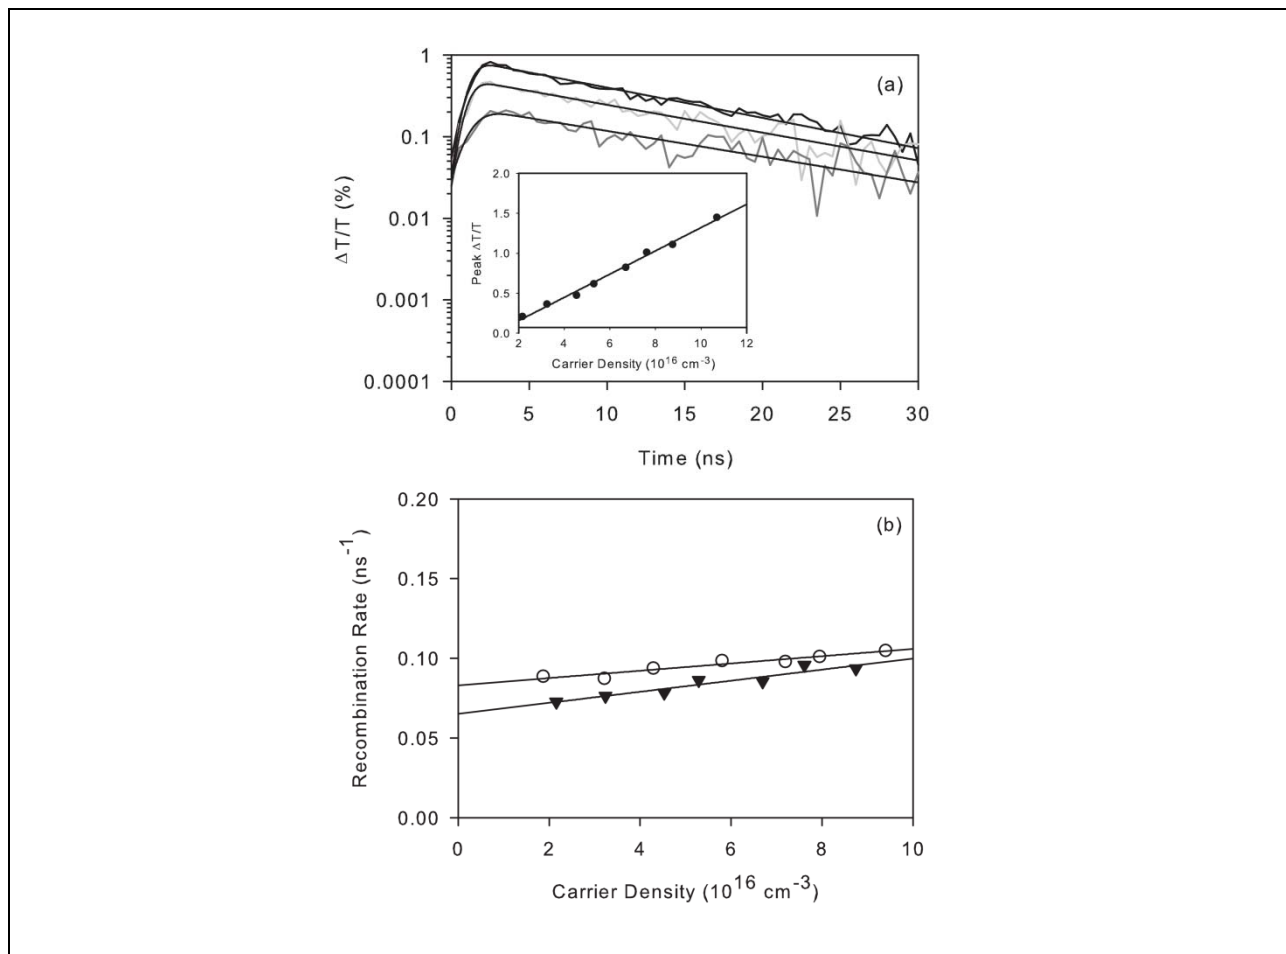 1
(a)
0.1
0.01
0.001
0.0001
ΔT/T (%)
2.0
1.5
1.0
0.5
0.0
Peak ΔT/T
2 4 6 8 10 12
Carrier Density (10^16 cm^-3)
0 5 10 15 20 25 30
Time (ns)
0.20
(b)
0.15
0.10
0.05
0.00
Recombination Rate (ns^-1)
0 2 4 6 8 10
Carrier Density (10^16 cm^-3)